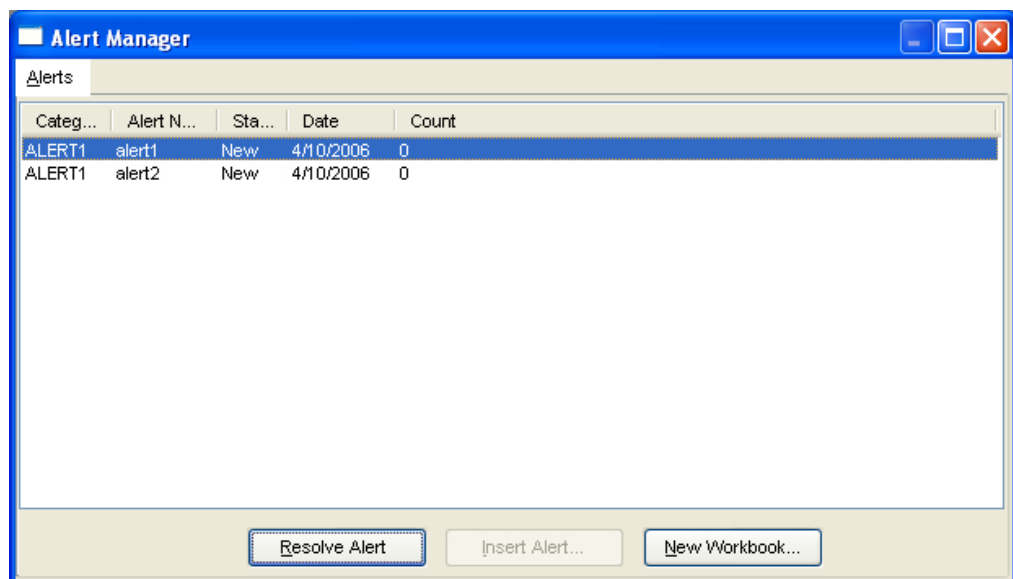 Alert Manager
Alerts
Categ... Alert N... Sta... Date Count
ALERT1 alert1 New 4/10/2006 0
ALERT1 alert2 New 4/10/2006 0
Resolve Alert Insert Alert... New Workbook...